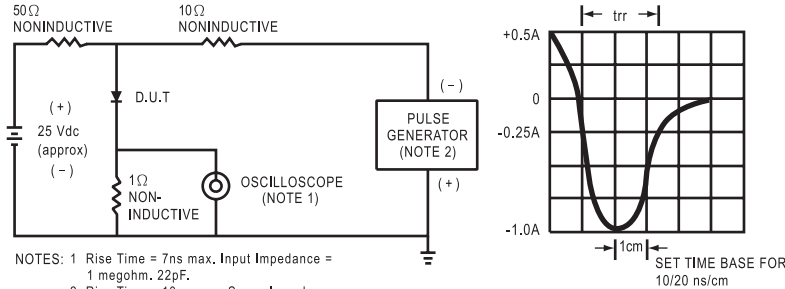 50Ω
NONINDUCTIVE
10Ω
NONINDUCTIVE
trr
+0.5A
(+)
25 Vdc
(approx)
(−)
D.U.T
(−)
PULSE
GENERATOR
(NOTE 2)
(+)
1Ω
NON-
INDUCTIVE
OSCILLOSCOPE
(NOTE 1)
0
-0.25A
-1.0A
1cm
SET TIME BASE FOR
10/20 ns/cm
NOTES: 1 Rise Time = 7ns max. Input Impedance =
1 megohm. 22pF.